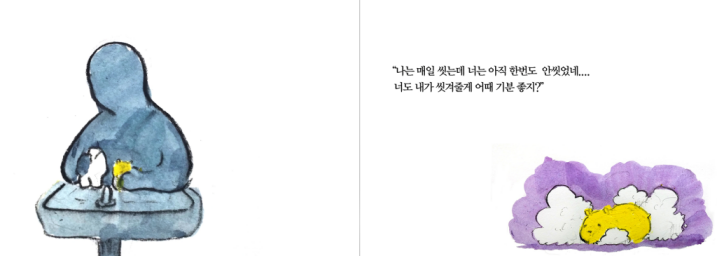 “나는 매일 씻는데 너는 아직 한번도 안씻었네....
너도 내가 씻겨줄게 어때 기분 좋지?”